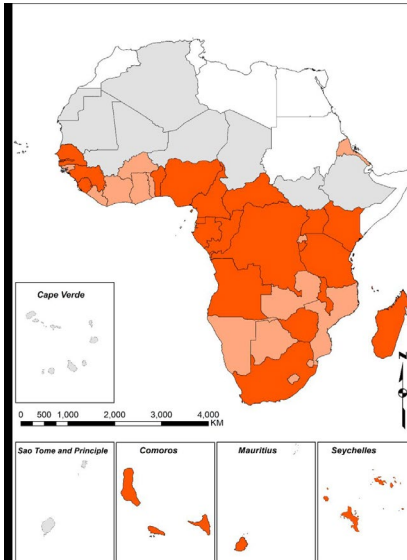 N
Cape Verde
0 500 1,000 2,000 3,000 4,000
KM
Sao Tome and Principle
Comoros
Mauritius
Seychelles